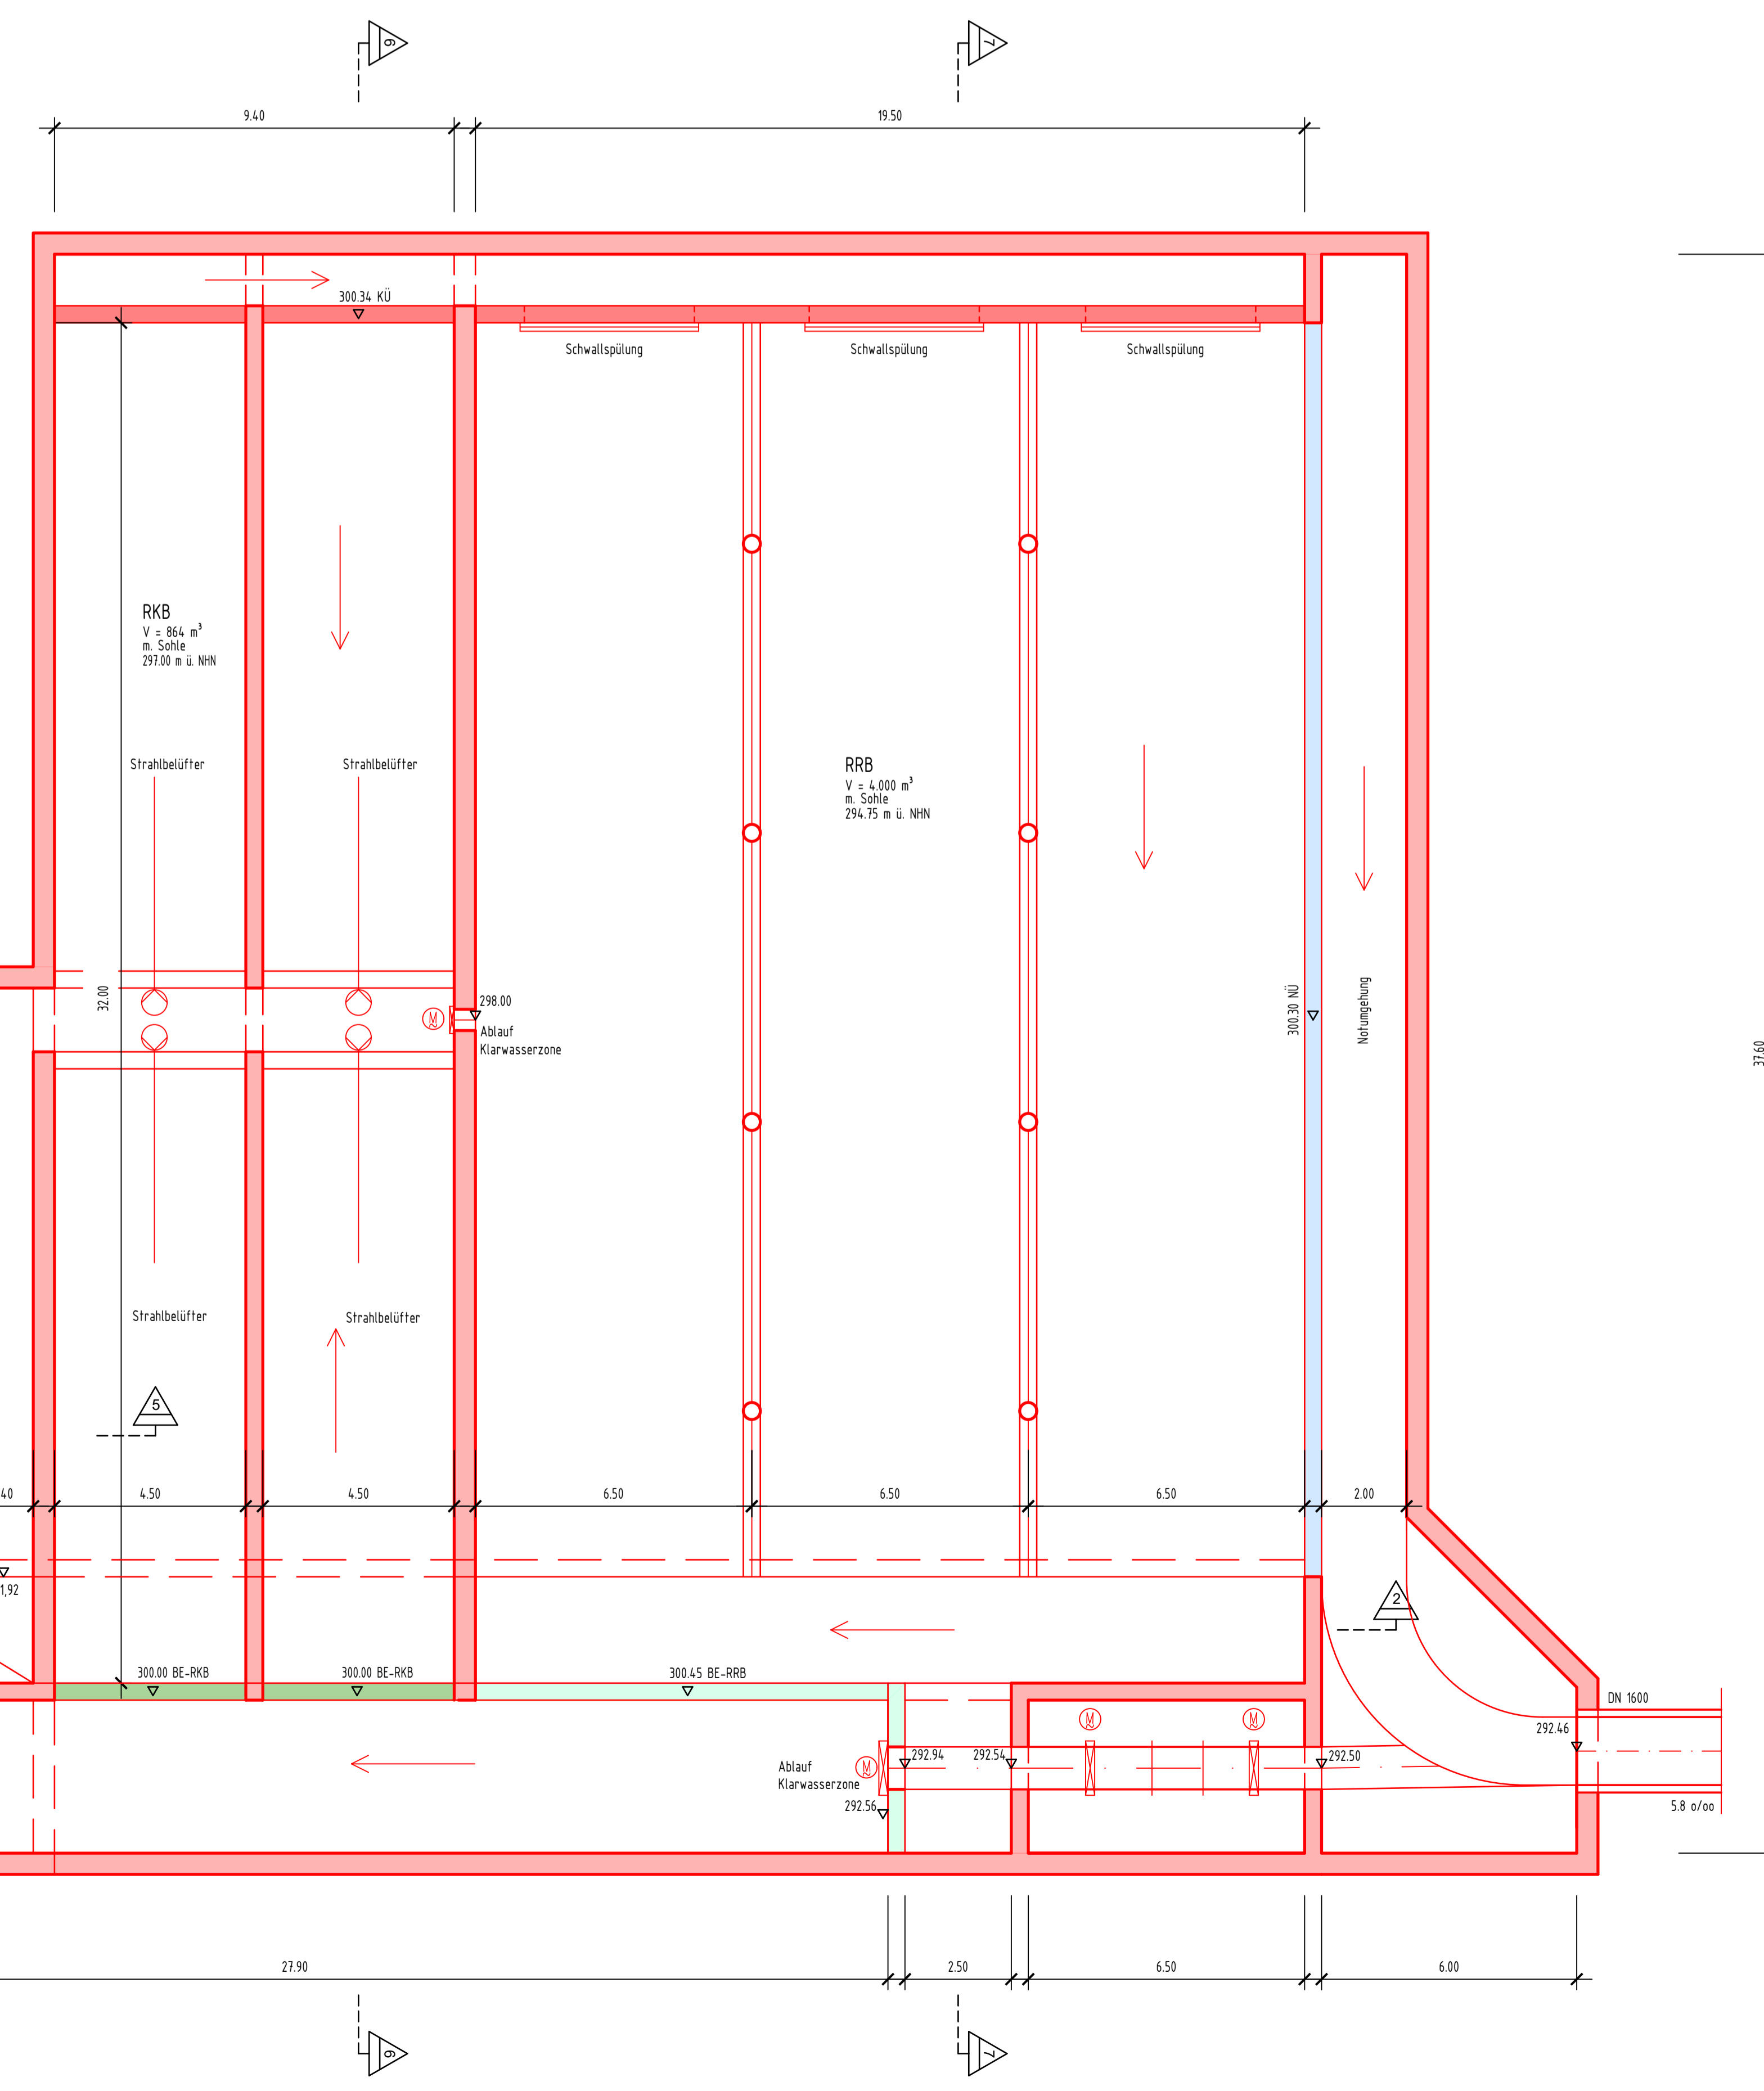 6
7
9.40
19.50
300.34 KÜ
Schwallspülung
Schwallspülung
Schwallspülung
RKB
V = 864 m³
m. Sohle
297.00 m ü. NHN
Strahlbelüfter
Strahlbelüfter
RRB
V = 4.000 m³
m. Sohle
294.75 m ü. NHN
32.00
298.00
Ablauf
Klarwasserzone
300.30 NÜ
Notumgehung
37.60
Strahlbelüfter
Strahlbelüfter
5
40
4.50
4.50
6.50
6.50
6.50
2.00
1,92
2
300.00 BE-RKB
300.00 BE-RKB
300.45 BE-RRB
DN 1600
292.46
M
M
M
M
292.94
292.54
292.50
Ablauf
Klarwasserzone
292.56
5.8 o/oo
27.90
2.50
6.50
6.00
6
7